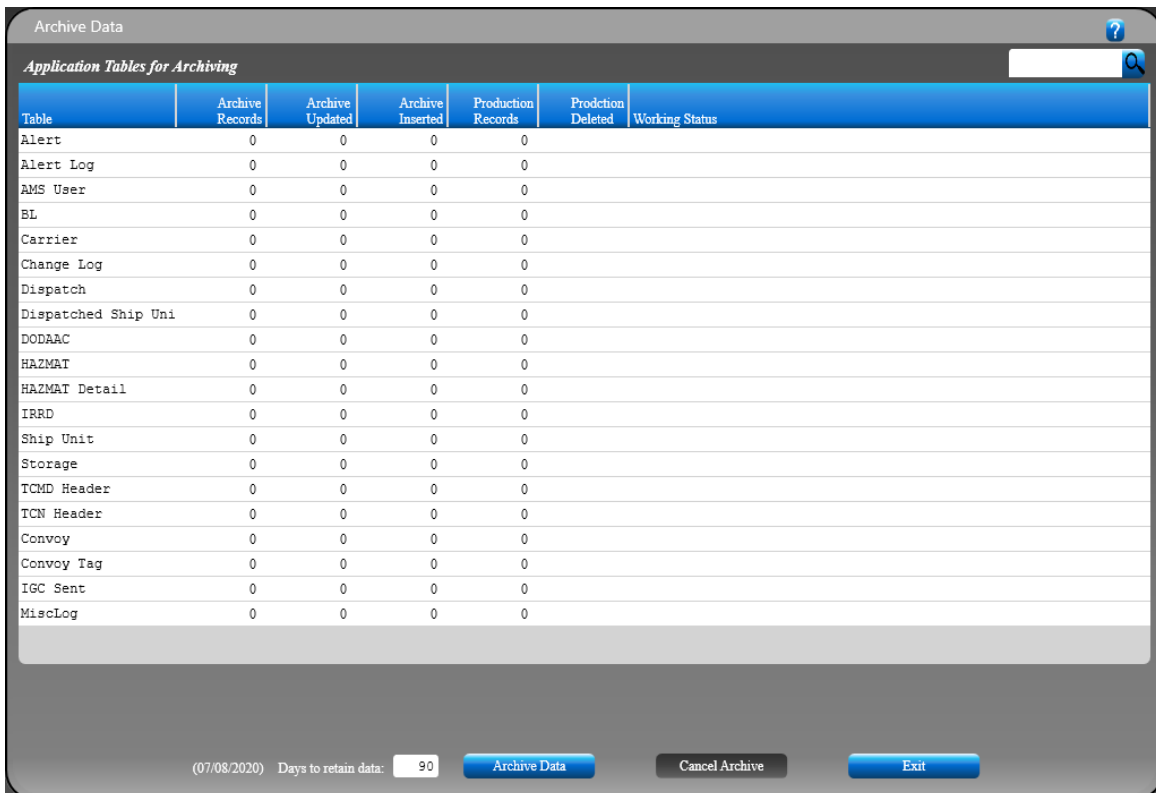 Archive Data
?
Application Tables for Archiving
Archive Archive Archive Production Prodction
Table Records Updated Inserted Records Deleted Working Status
Alert 0 0 0 0
Alert Log 0 0 0 0
AMS User 0 0 0 0
BL 0 0 0 0
Carrier 0 0 0 0
Change Log 0 0 0 0
Dispatch 0 0 0 0
Dispatched Ship Uni 0 0 0 0
DODAAC 0 0 0 0
HAZMAT 0 0 0 0
HAZMAT Detail 0 0 0 0
IRRD 0 0 0 0
Ship Unit 0 0 0 0
Storage 0 0 0 0
TCMD Header 0 0 0 0
TCN Header 0 0 0 0
Convoy 0 0 0 0
Convoy Tag 0 0 0 0
IGC Sent 0 0 0 0
MiscLog 0 0 0 0
(07/08/2020) Days to retain data: 90 Archive Data Cancel Archive Exit